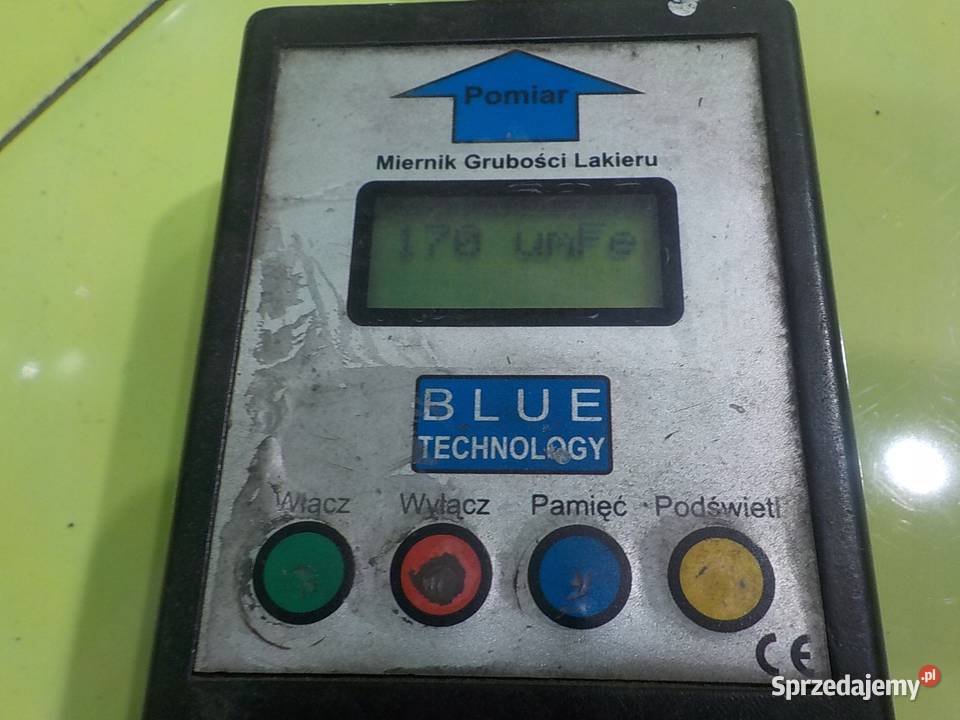 Pomiar
Miernik Grubości Lakieru
170 umFe
BLUE
TECHNOLOGY
Włącz Wyłącz Pamięć Podświetl
CE
Sprzedajemy.pl